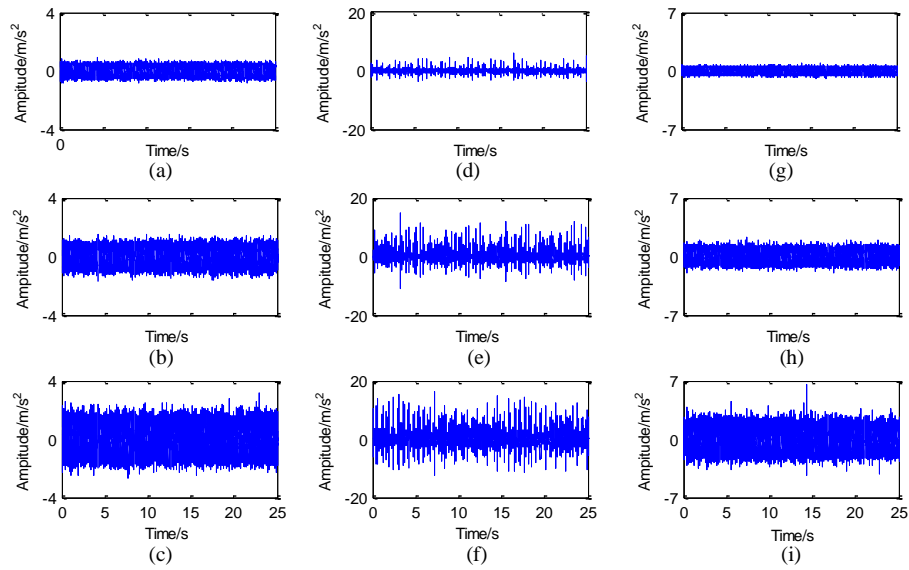 4
0
-4
Ampitude/m/s²
0
Time/s
(a)
20
0
-20
Ampitude/m/s²
Time/s
(d)
7
0
-7
Ampitude/m/s²
Time/s
(g)
4
0
-4
Ampitude/m/s²
Time/s
(b)
20
0
-20
Ampitude/m/s²
Time/s
(e)
7
0
-7
Ampitude/m/s²
Time/s
(h)
4
0
-4
Ampitude/m/s²
0 5 10 15 20 25
Time/s
(c)
20
0
-20
Ampitude/m/s²
0 5 10 15 20 25
Time/s
(f)
7
0
-7
Ampitude/m/s²
0 5 10 15 20 25
Time/s
(i)